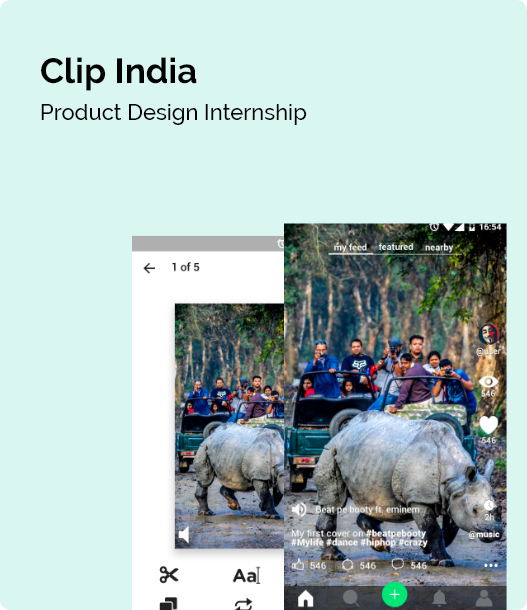 Clip India
Product Design Internship
16:54
my feed featured nearby
1 of 5
@user
546
546
Beat pe booty ft. eminem...
2h
My first cover on #beatpebooty
#Mylife #dance #hiphop #crazy
@music
546 546 546
Aa